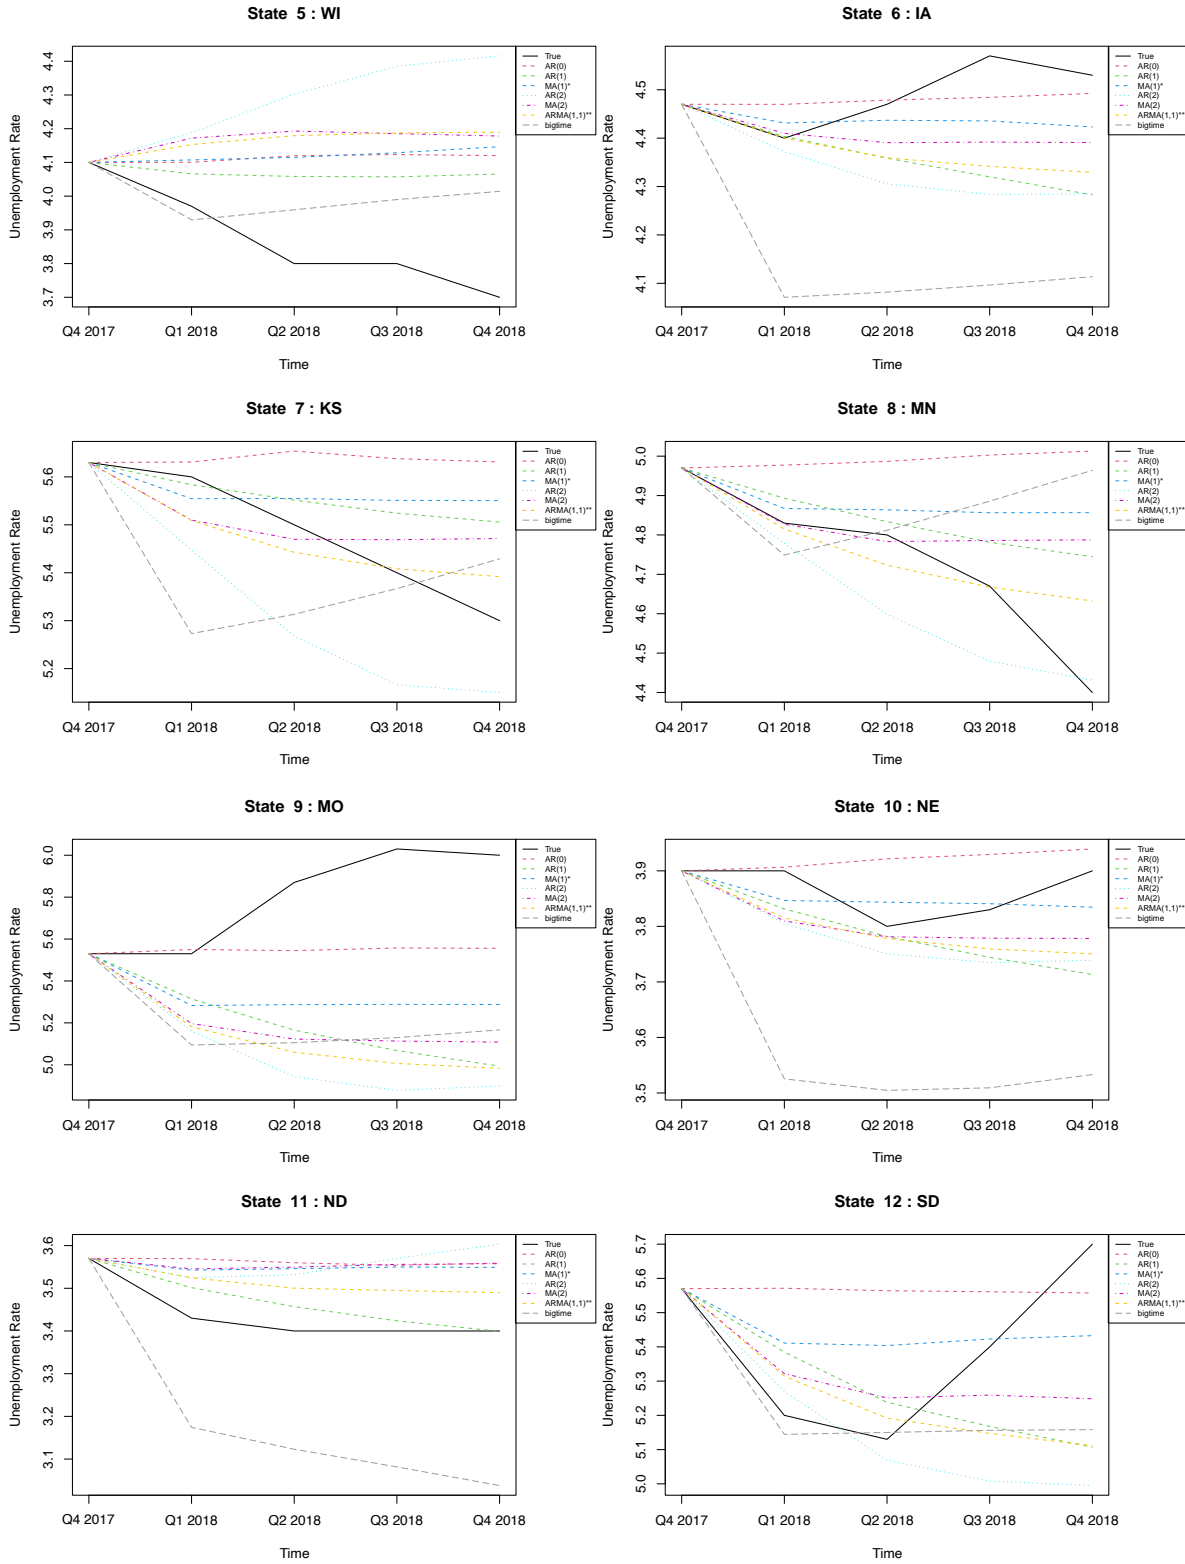 State 5 : WI
Unemployment Rate
4.4
4.3
4.2
4.1
4.0
3.9
3.8
3.7
Q4 2017 Q1 2018 Q2 2018 Q3 2018 Q4 2018
Time
True
AR(0)
AR(1)
MA(1)*
AR(2)
MA(2)
ARMA(1,1)**
bigtime
State 6 : IA
Unemployment Rate
4.5
4.4
4.3
4.2
4.1
Q4 2017 Q1 2018 Q2 2018 Q3 2018 Q4 2018
Time
True
AR(0)
AR(1)
MA(1)*
AR(2)
MA(2)
ARMA(1,1)**
bigtime
State 7 : KS
Unemployment Rate
5.6
5.5
5.4
5.3
5.2
Q4 2017 Q1 2018 Q2 2018 Q3 2018 Q4 2018
Time
True
AR(0)
AR(1)
MA(1)*
AR(2)
MA(2)
ARMA(1,1)**
bigtime
State 8 : MN
Unemployment Rate
5.0
4.9
4.8
4.7
4.6
4.5
4.4
Q4 2017 Q1 2018 Q2 2018 Q3 2018 Q4 2018
Time
True
AR(0)
AR(1)
MA(1)*
AR(2)
MA(2)
ARMA(1,1)**
bigtime
State 9 : MO
Unemployment Rate
6.0
5.8
5.6
5.4
5.2
5.0
Q4 2017 Q1 2018 Q2 2018 Q3 2018 Q4 2018
Time
True
AR(0)
AR(1)
MA(1)*
AR(2)
MA(2)
ARMA(1,1)**
bigtime
State 10 : NE
Unemployment Rate
3.9
3.8
3.7
3.6
3.5
Q4 2017 Q1 2018 Q2 2018 Q3 2018 Q4 2018
Time
True
AR(0)
AR(1)
MA(1)*
AR(2)
MA(2)
ARMA(1,1)**
bigtime
State 11 : ND
Unemployment Rate
3.6
3.5
3.4
3.3
3.2
3.1
Q4 2017 Q1 2018 Q2 2018 Q3 2018 Q4 2018
Time
True
AR(0)
AR(1)
MA(1)*
AR(2)
MA(2)
ARMA(1,1)**
bigtime
State 12 : SD
Unemployment Rate
5.7
5.6
5.5
5.4
5.3
5.2
5.1
5.0
Q4 2017 Q1 2018 Q2 2018 Q3 2018 Q4 2018
Time
True
AR(0)
AR(1)
MA(1)*
AR(2)
MA(2)
ARMA(1,1)**
bigtime